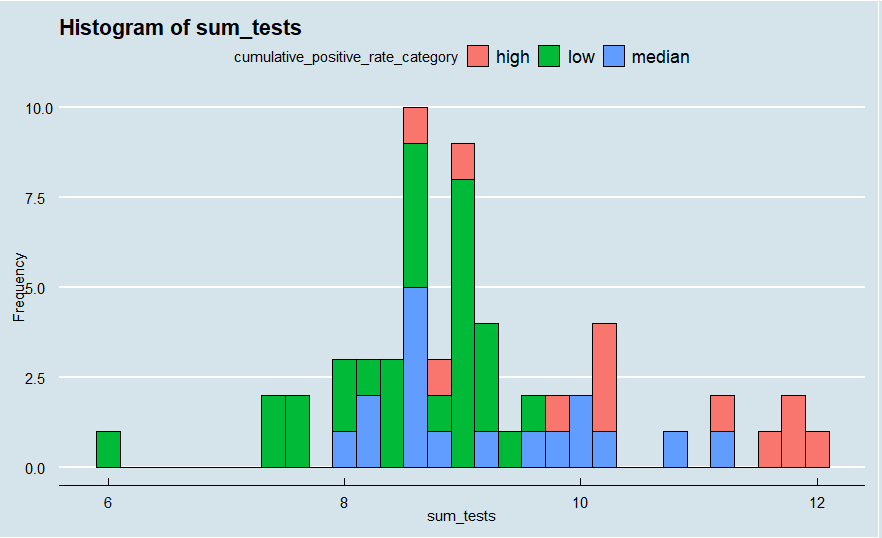 Histogram of sum_tests
cumulative_positive_rate_category high low median
10.0
7.5
5.0
2.5
0.0
Frequency
6 8 10 12
sum_tests